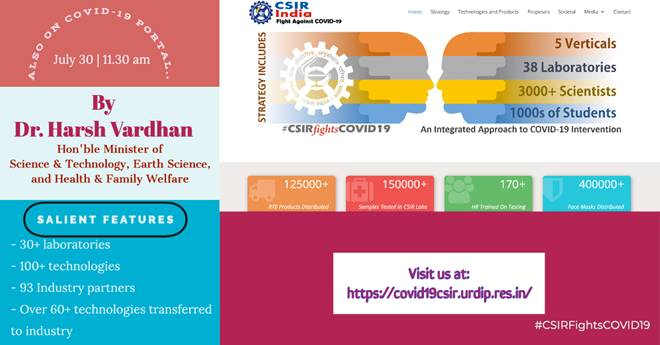 ALSO ON COVID-19 PORTAL...
July 30 | 11.30 am
By
Dr. Harsh Vardhan
Hon'ble Minister of
Science & Technology, Earth Science,
and Health & Family Welfare
SALIENT FEATURES
- 30+ laboratories
- 100+ technologies
- 93 Industry partners
- Over 60+ technologies transferred
to industry
CSIR
India
Fight Against COVID-19
Home Strategy Technologies and Products Proposals Societal Media Contact
STRATEGY INCLUDES
5 Verticals
38 Laboratories
3000+ Scientists
1000s of Students
#CSIRfightsCOVID19
An Integrated Approach to COVID-19 Intervention
125000+
RTE Products Distributed
150000+
Samples Tested in CSIR Labs
170+
HR Trained On Testing
400000+
Face Masks Distributed
Visit us at:
https://covid19csir.urdip.res.in/
#CSIRFightsCOVID19